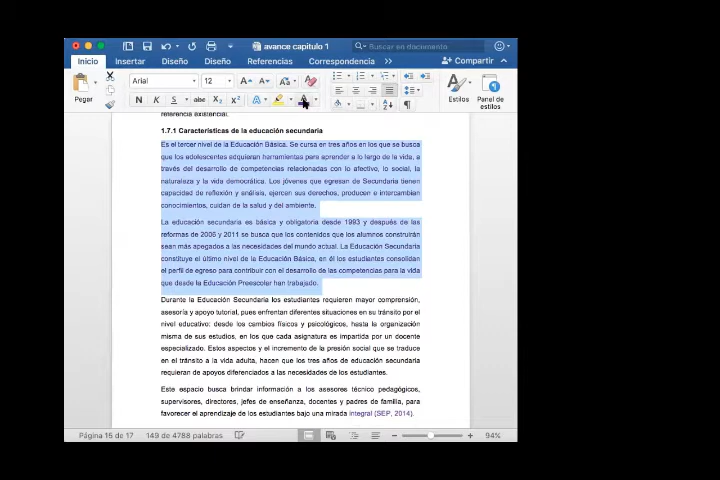 avance capitulo 1
Buscar en documento
Inicio Insertar Diseño Diseño Referencias Correspondencia Compartir
Arial 12
Pegar
N K S abc X₂ X² A A
Estilos Panel de estilos
referencia existencial.
1.7.1 Características de la educación secundaria
Es el tercer nivel de la Educación Básica. Se cursa en tres años en los que se busca
que los adolescentes adquieran herramientas para aprender a lo largo de la vida, a
través del desarrollo de competencias relacionadas con lo afectivo, lo social, la
naturaleza y la vida democrática. Los jóvenes que egresan de Secundaria tienen
capacidad de reflexión y análisis, ejercen sus derechos, producen e intercambien
conocimientos, cuidan de la salud y del ambiente.
La educación secundaria es básica y obligatoria desde 1993 y después de las
reformas de 2006 y 2011 se busca que los contenidos que los alumnos construirán
sean más apegados a las necesidades del mundo actual. La Educación Secundaria
constituye el último nivel de la Educación Básica, en él los estudiantes consolidan
el perfil de egreso para contribuir con el desarrollo de las competencias para la vida
que desde la Educación Preescolar han trabajado.
Durante la Educación Secundaria los estudiantes requieren mayor comprensión,
asesoría y apoyo tutorial, pues enfrentan diferentes situaciones en su tránsito por el
nivel educativo: desde los cambios físicos y psicológicos, hasta la organización
misma de sus estudios, en los que cada asignatura es impartida por un docente
especializado. Estos aspectos y el incremento de la presión social que se traduce
en el tránsito a la vida adulta, hacen que los tres años de educación secundaria
requieran de apoyos diferenciados a las necesidades de los estudiantes.
Este espacio busca brindar información a los asesores técnico pedagógicos,
supervisores, directores, jefes de enseñanza, docentes y padres de familia, para
favorecer el aprendizaje de los estudiantes bajo una mirada integral (SEP, 2014).
Página 15 de 17 149 de 4788 palabras 94%